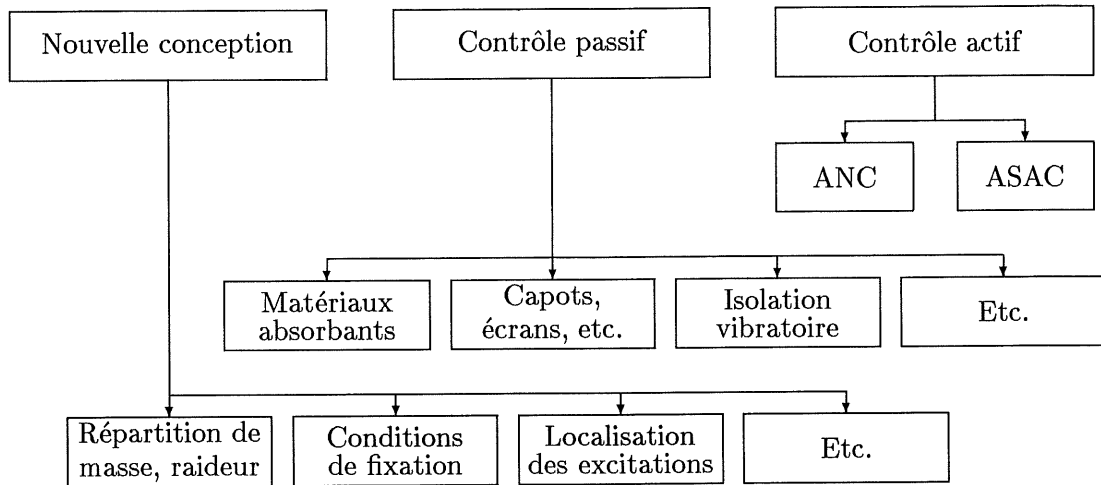 Nouvelle conception
Contrôle passif
Contrôle actif
ANC
ASAC
Matériaux
absorbants
Capots,
écrans, etc.
Isolation
vibratoire
Etc.
Répartition de
masse, raideur
Conditions
de fixation
Localisation
des excitations
Etc.